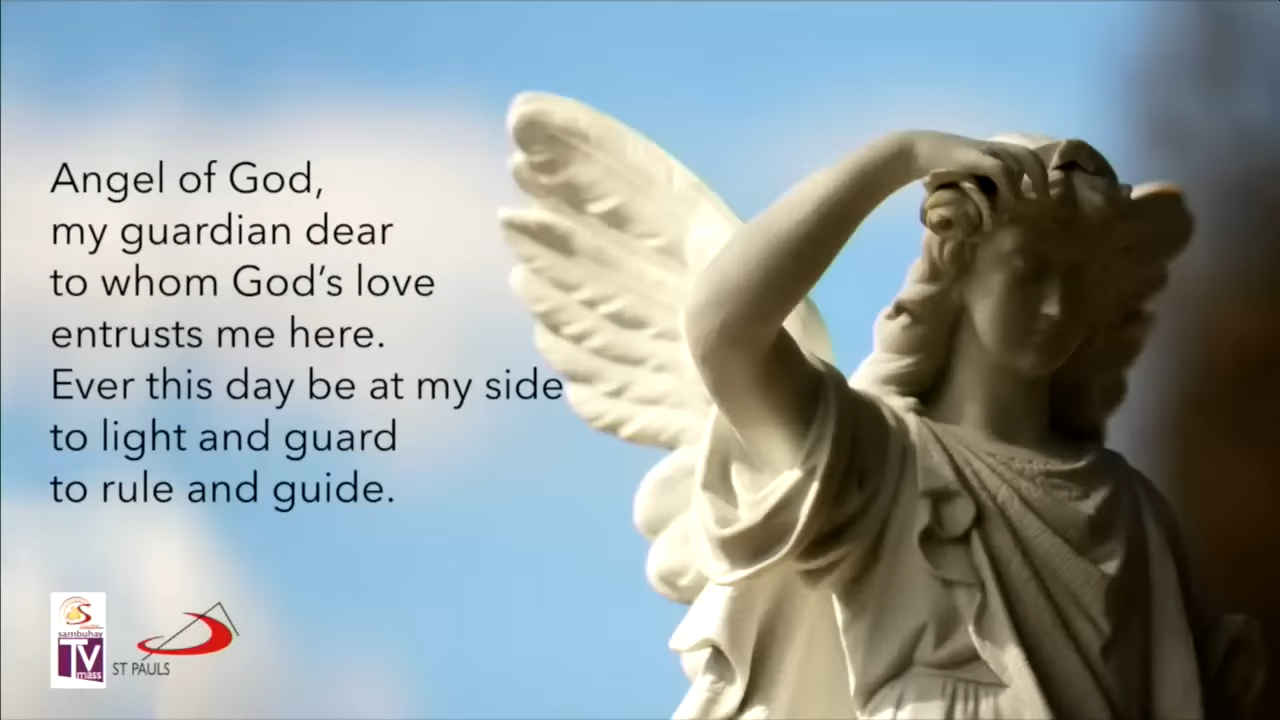 Angel of God,
my guardian dear
to whom God’s love
entrusts me here.
Ever this day be at my side
to light and guard
to rule and guide.
S
sambuhay
TV
mass
ST PAULS